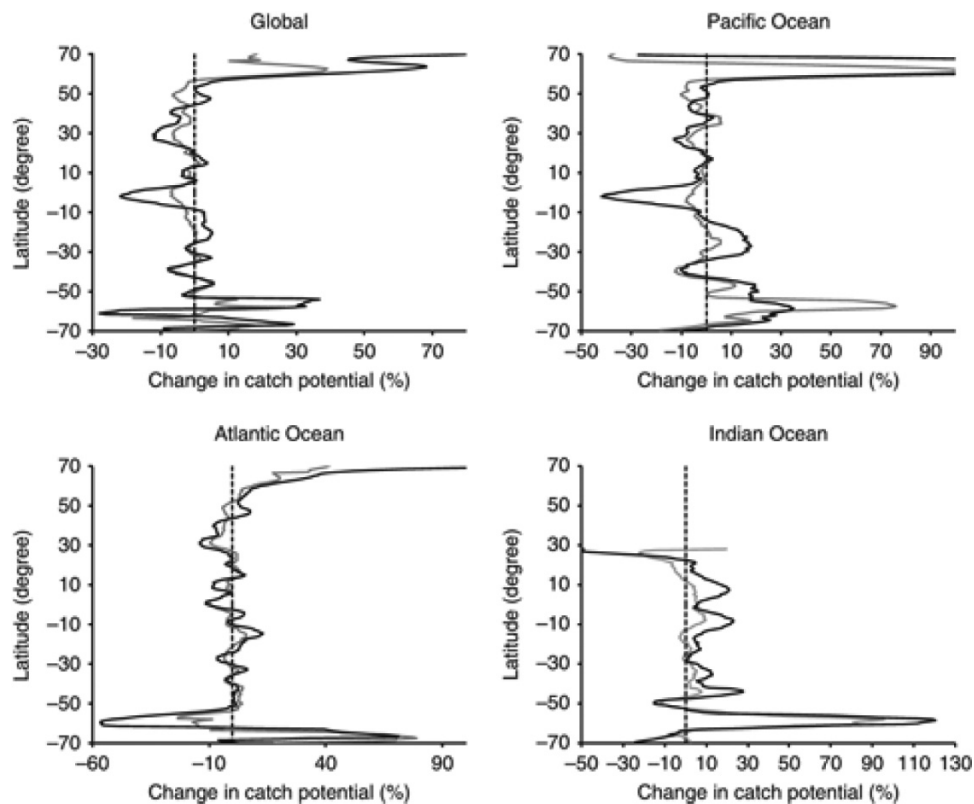 Global
70
50
30
10
–10
–30
–50
–70
Latitude (degree)
–30 –10 10 30 50 70
Change in catch potential (%)
Pacific Ocean
70
50
30
10
–10
–30
–50
–70
Latitude (degree)
–50 –30 –10 10 30 50 70 90
Change in catch potential (%)
Atlantic Ocean
70
50
30
10
–10
–30
–50
–70
Latitude (degree)
–60 –10 40 90
Change in catch potential (%)
Indian Ocean
70
50
30
10
–10
–30
–50
–70
Latitude (degree)
–50 –30 –10 10 30 50 70 90 110 130
Change in catch potential (%)